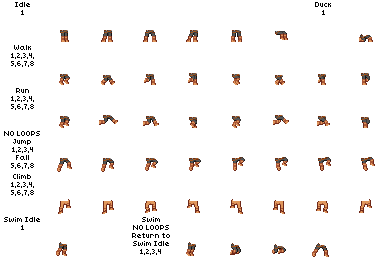 Idle
1
Duck
1
Walk
1,2,3,4,
5,6,7,8
Run
1,2,3,4,
5,6,7,8
NO LOOPS
Jump
1,2,3,4
Fall
5,6,7,8
Climb
1,2,3,4,
5,6,7,8
Swim Idle
1
Swim
NO LOOPS
Return to
Swim Idle
1,2,3,4